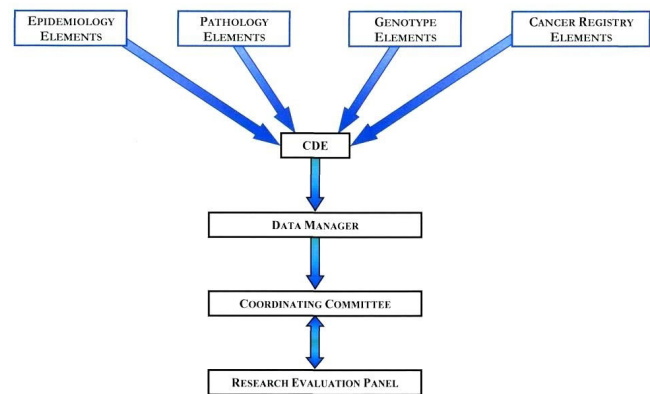 EPIDEMIOLOGY
ELEMENTS
PATHOLOGY
ELEMENTS
GENOTYPE
ELEMENTS
CANCER REGISTRY
ELEMENTS
CDE
DATA MANAGER
COORDINATING COMMITTEE
RESEARCH EVALUATION PANEL